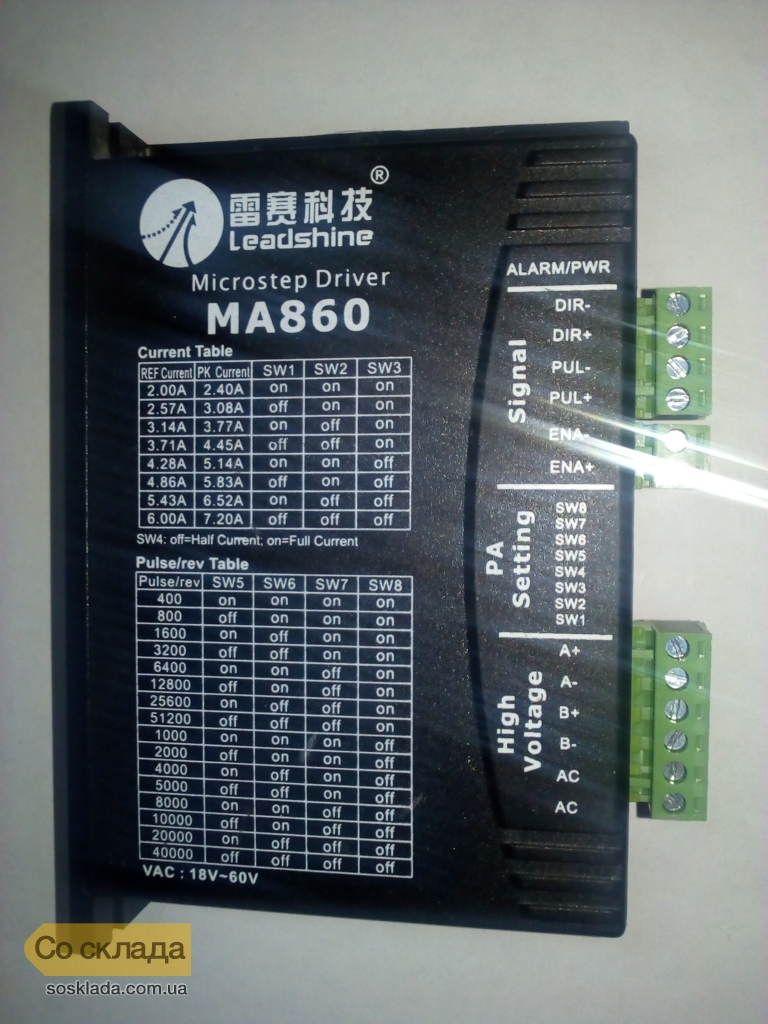 雷赛科技®
Leadshine
Microstep Driver
MA860
Current Table
REF Current PK Current SW1 SW2 SW3
2.00A 2.40A on on on
2.57A 3.08A off on on
3.14A 3.77A on off on
3.71A 4.45A off off on
4.28A 5.14A on on off
4.86A 5.83A off on off
5.43A 6.52A on off off
6.00A 7.20A off off off
SW4: off=Half Current; on=Full Current
Pulse/rev Table
Pulse/rev SW5 SW6 SW7 SW8
400 on on on on
800 off on on on
1600 on off on on
3200 off off on on
6400 on on off on
12800 off on off on
25600 on off off on
51200 off off off on
1000 on on on off
2000 off on on off
4000 on off on off
5000 off off on off
8000 on on off off
10000 off on off off
20000 on off off off
40000 off off off off
VAC : 18V~60V
ALARM/PWR
Signal
DIR-
DIR+
PUL-
PUL+
ENA-
ENA+
PA
Setting
SW8
SW7
SW6
SW5
SW4
SW3
SW2
SW1
High
Voltage
A+
A-
B+
B-
AC
AC
Со склада
sosklada.com.ua